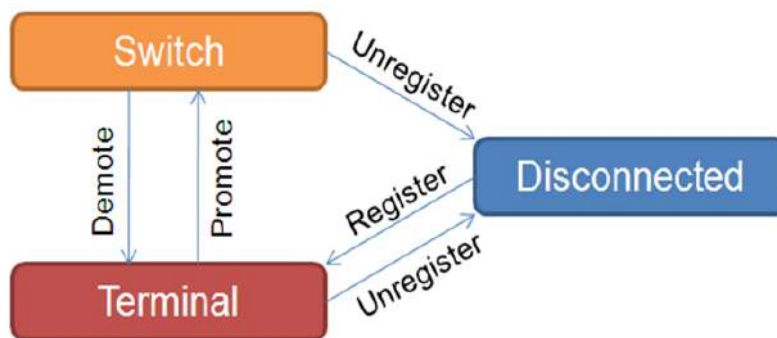 Switch
Unregister
Demote
Promote
Disconnected
Register
Unregister
Terminal